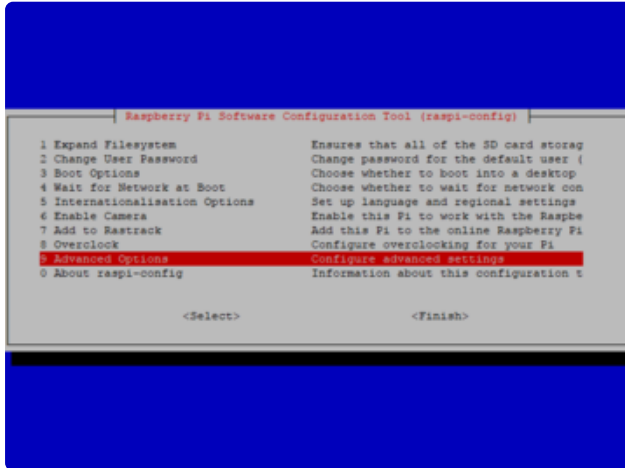 Raspberry Pi Software Configuration Tool (raspi-config)
1 Expand Filesystem Ensures that all of the SD card storag
2 Change User Password Change password for the default user (
3 Boot Options Choose whether to boot into a desktop
4 Wait for Network at Boot Choose whether to wait for network con
5 Internationalisation Options Set up language and regional settings
6 Enable Camera Enable this Pi to work with the Raspbe
7 Add to Rastrack Add this Pi to the online Raspberry Pi
8 Overclock Configure overclocking for your Pi
9 Advanced Options Configure advanced settings
0 About raspi-config Information about this configuration t
<Select> <Finish>